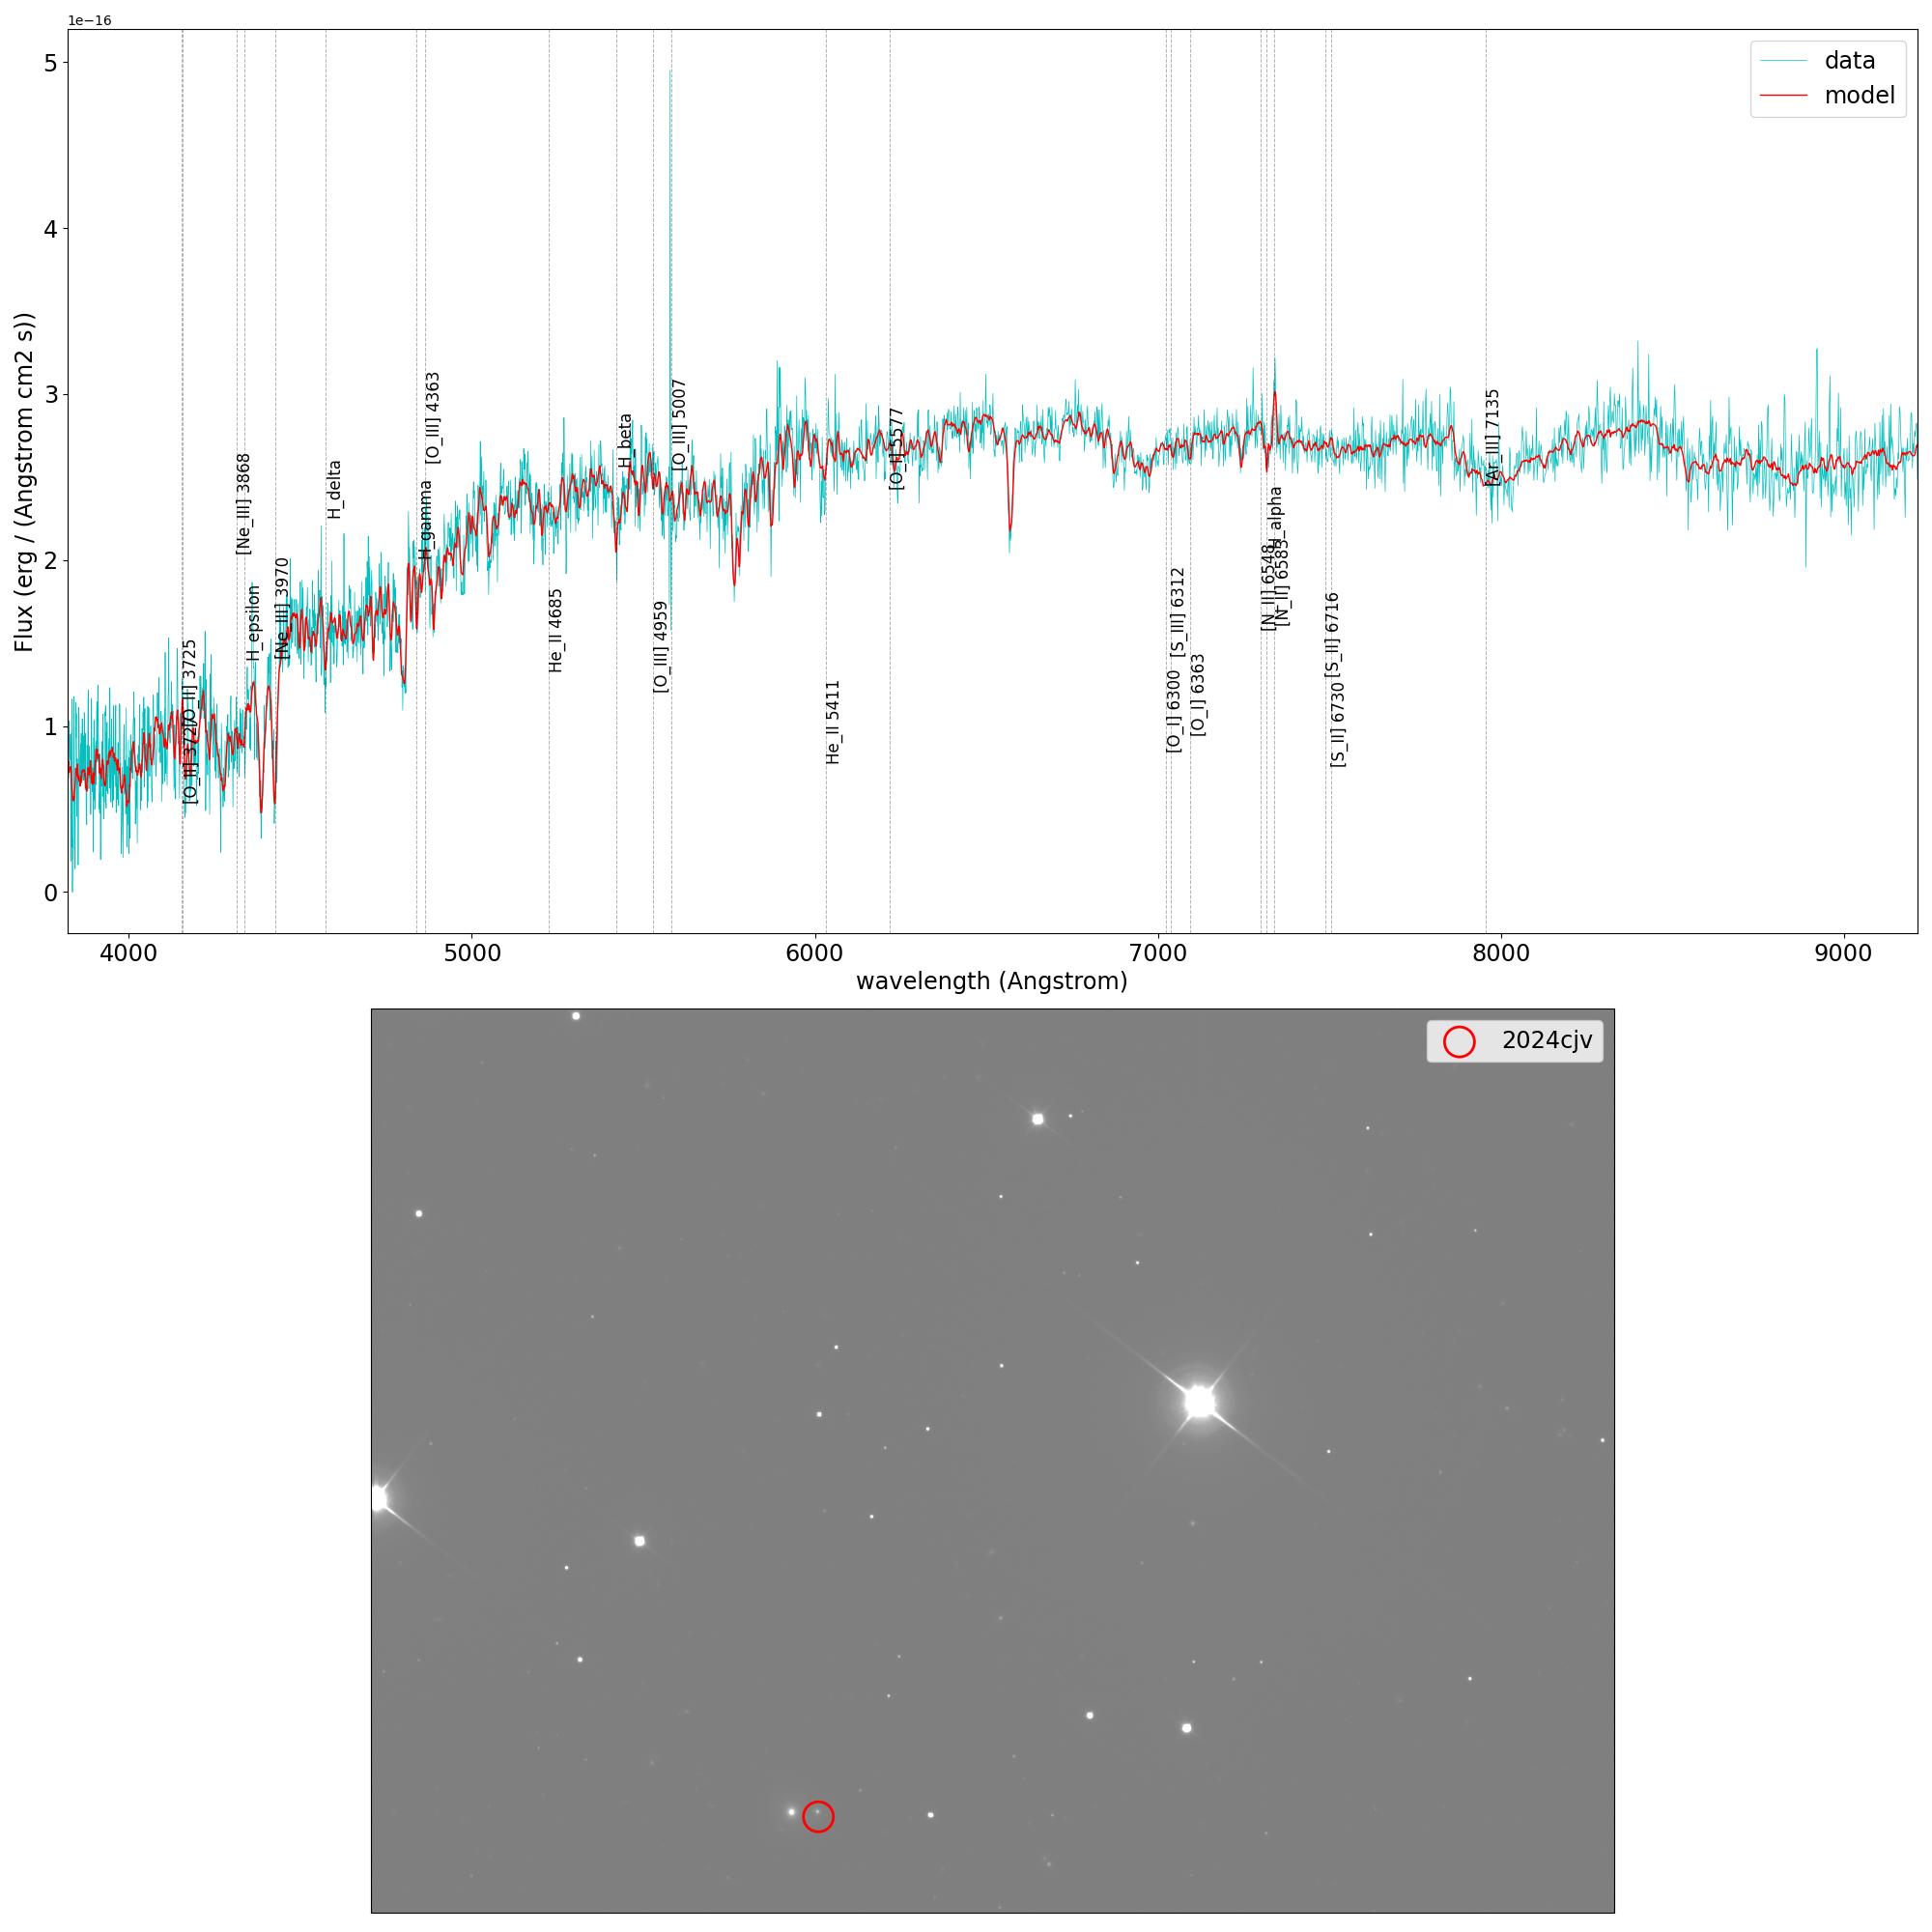 1e−16
data
model
5
4
3
2
1
0
Flux (erg / (Angstrom cm2 s))
[O_II] 3725
[O_II] 3727
[Ne_III] 3868
H_epsilon
[Ne_III] 3970
H_delta
H_gamma
[O_III] 4363
He_II 4685
H_beta
[O_III] 4959
[O_III] 5007
He_II 5411
[O_I] 5577
[O_I] 6300
[S_III] 6312
[O_I] 6363
[N_II] 6548
H_alpha
[N_II] 6585
[S_II] 6716
[S_II] 6730
[Ar_III] 7135
4000
5000
6000
7000
8000
9000
wavelength (Angstrom)
2024cjv